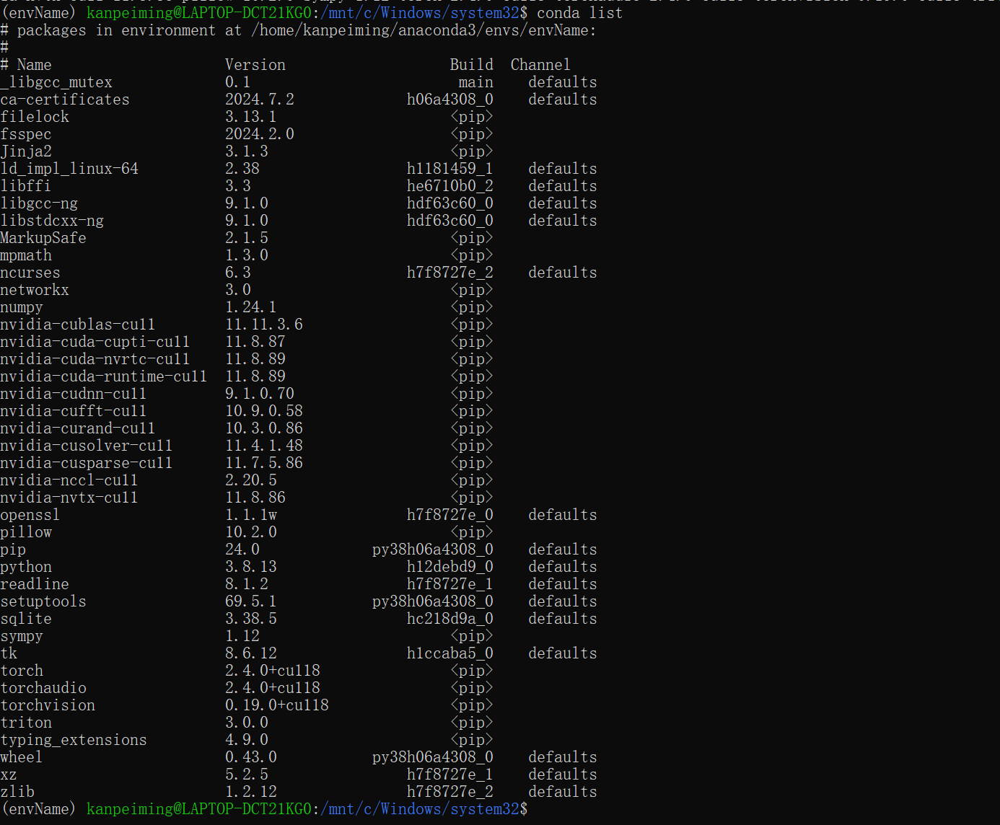 (envName) kanpeiming@LAPTOP-DCT21KG0:/mnt/c/Windows/system32$ conda list
# packages in environment at /home/kanpeiming/anaconda3/envs/envName:
#
# Name                    Version                   Build  Channel
_libgcc_mutex             0.1                        main    defaults
ca-certificates           2024.7.2             h06a4308_0    defaults
filelock                  3.13.1                    <pip>
fsspec                    2024.2.0                  <pip>
Jinja2                    3.1.3                     <pip>
ld_impl_linux-64          2.38                 h1181459_1    defaults
libffi                    3.3                  he6710b0_2    defaults
libgcc-ng                 9.1.0                hdf63c60_0    defaults
libstdcxx-ng              9.1.0                hdf63c60_0    defaults
MarkupSafe                2.1.5                     <pip>
mpmath                    1.3.0                     <pip>
ncurses                   6.3                  h7f8727e_2    defaults
networkx                  3.0                       <pip>
numpy                     1.24.1                    <pip>
nvidia-cublas-cu11        11.11.3.6                 <pip>
nvidia-cuda-cupti-cu11    11.8.87                   <pip>
nvidia-cuda-nvrtc-cu11    11.8.89                   <pip>
nvidia-cuda-runtime-cu11  11.8.89                   <pip>
nvidia-cudnn-cu11         9.1.0.70                  <pip>
nvidia-cufft-cu11         10.9.0.58                 <pip>
nvidia-curand-cu11        10.3.0.86                 <pip>
nvidia-cusolver-cu11      11.4.1.48                 <pip>
nvidia-cusparse-cu11      11.7.5.86                 <pip>
nvidia-nccl-cu11          2.20.5                    <pip>
nvidia-nvtx-cu11          11.8.86                   <pip>
openssl                   1.1.1w               h7f8727e_0    defaults
pillow                    10.2.0                    <pip>
pip                       24.0             py38h06a4308_0    defaults
python                    3.8.13               h12debd9_0    defaults
readline                  8.1.2                h7f8727e_1    defaults
setuptools                69.5.1           py38h06a4308_0    defaults
sqlite                    3.38.5               hc218d9a_0    defaults
sympy                     1.12                      <pip>
tk                        8.6.12               h1ccaba5_0    defaults
torch                     2.4.0+cu118               <pip>
torchaudio                2.4.0+cu118               <pip>
torchvision               0.19.0+cu118              <pip>
triton                    3.0.0                     <pip>
typing_extensions         4.9.0                     <pip>
wheel                     0.43.0           py38h06a4308_0    defaults
xz                        5.2.5                h7f8727e_1    defaults
zlib                      1.2.12               h7f8727e_2    defaults
(envName) kanpeiming@LAPTOP-DCT21KG0:/mnt/c/Windows/system32$